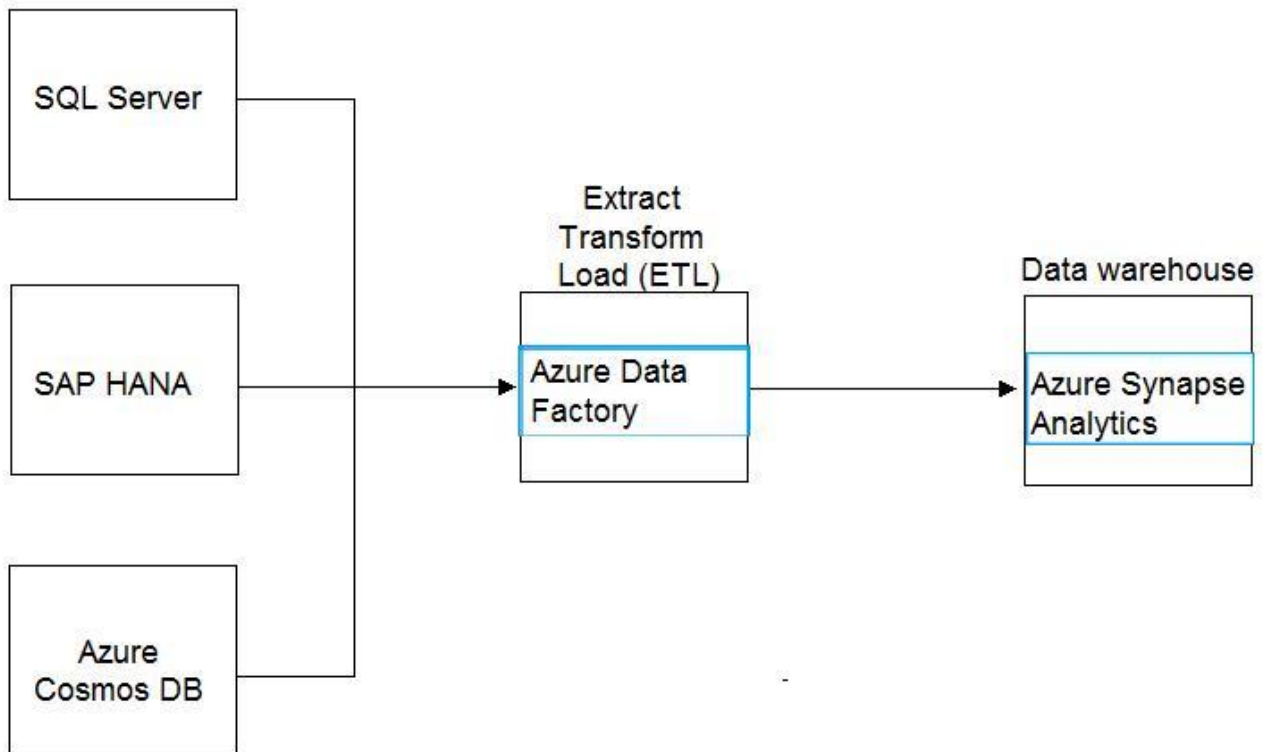 SQL Server
Extract
Transform
Load (ETL)
Data warehouse
SAP HANA
Azure Data
Factory
Azure Synapse
Analytics
Azure
Cosmos DB
-